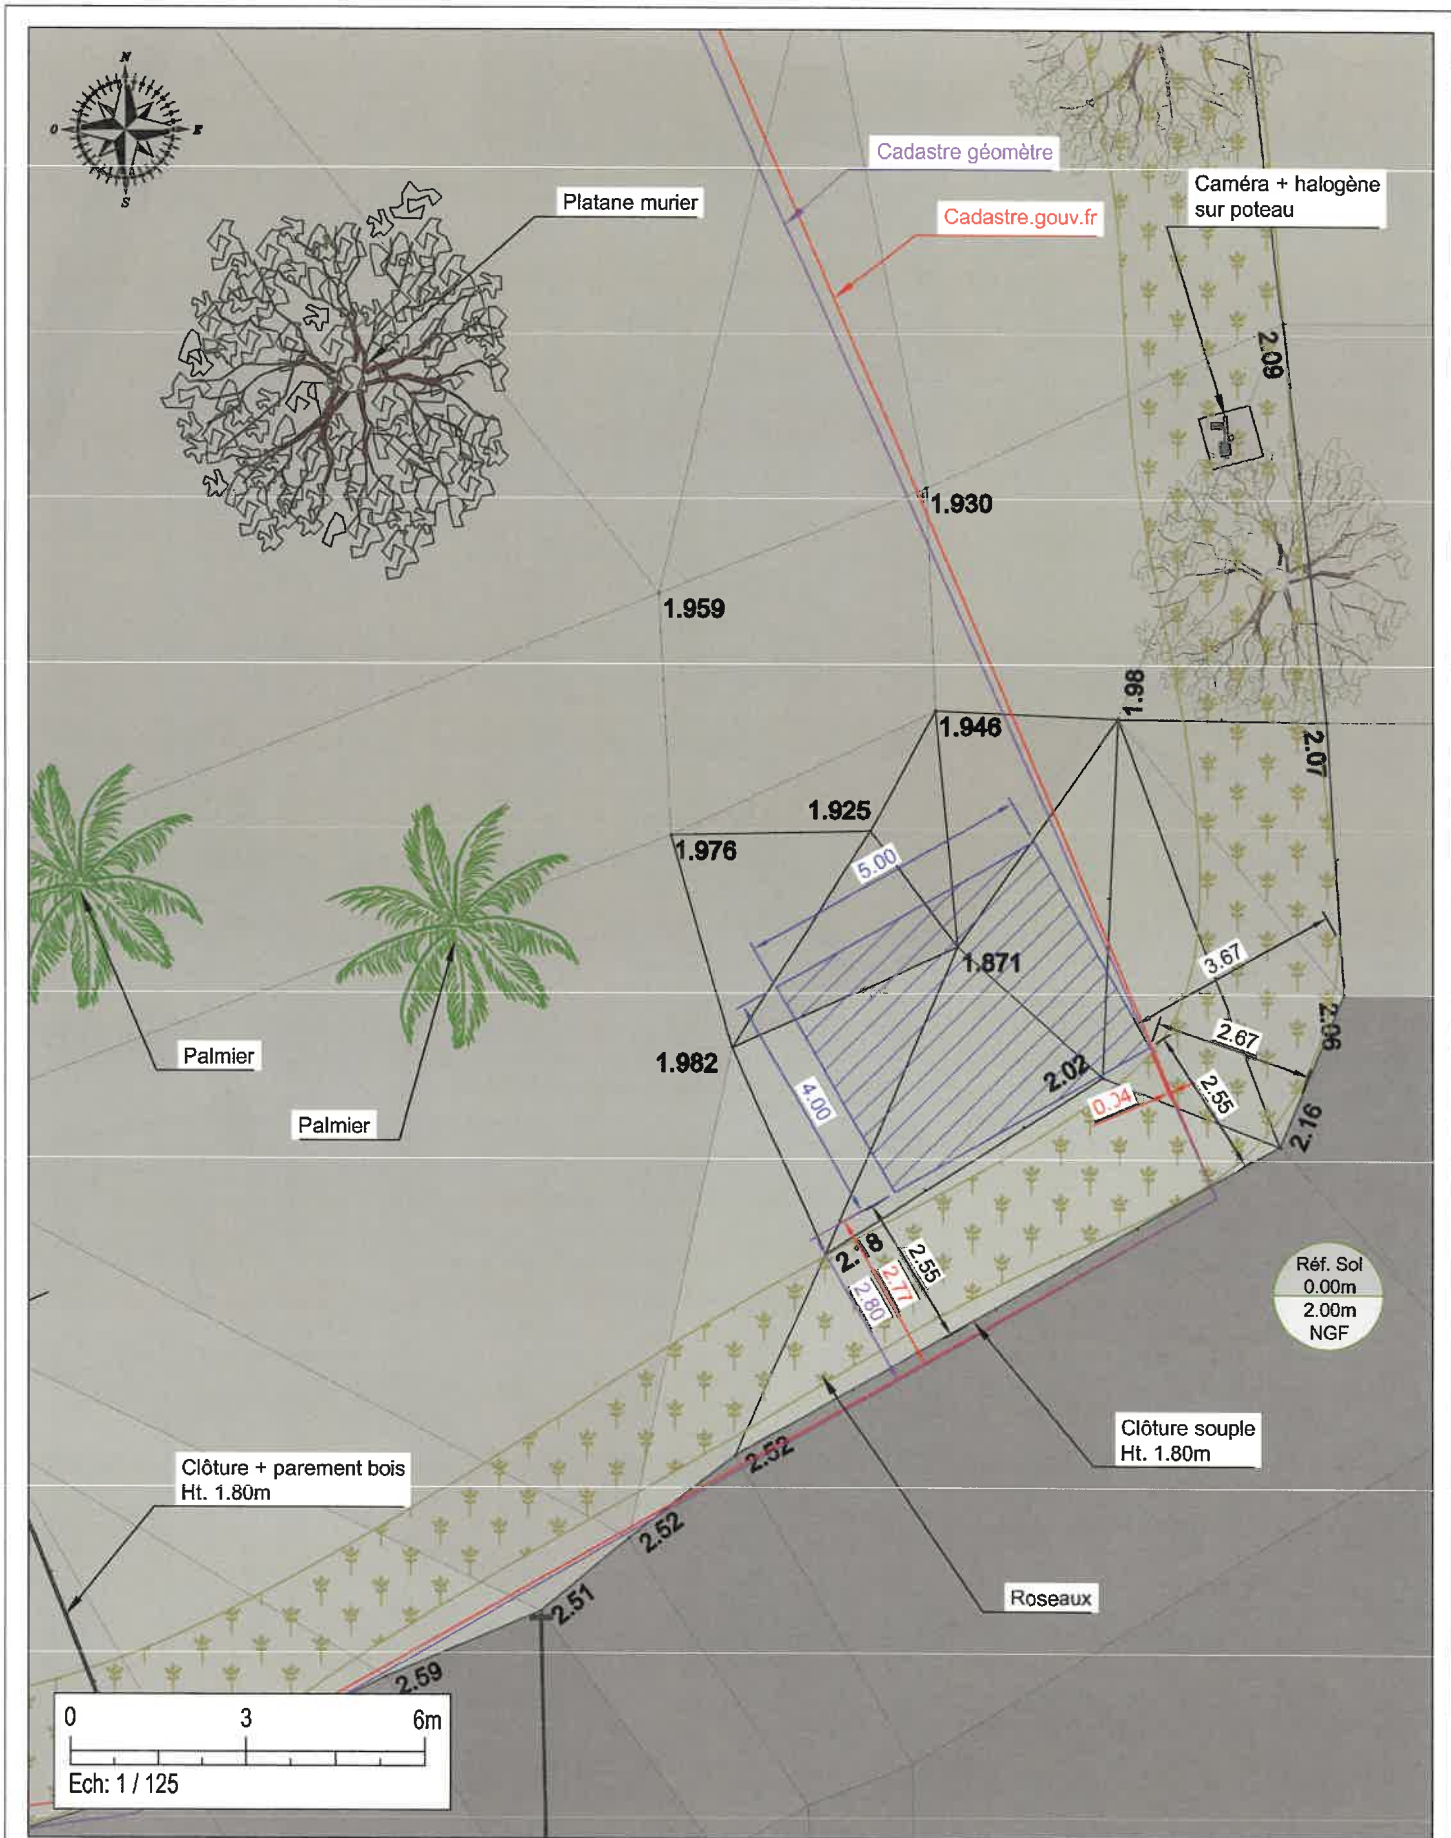 N
O
E
S
Cadastre géomètre
Platane murier
Cadastre.gouv.fr
Caméra + halogène
sur poteau
2.09
1.930
1.959
1.98
1.946
2.07
1.925
1.976
5.00
1.871
3.67
2.06
2.67
1.982
Palmier
2.02
4.00
2.55
Palmier
2.16
2.55
2.77
2.80
Réf. Sol
0.00m
2.00m
NGF
Clôture souple
Ht. 1.80m
2.52
Clôture + parement bois
Ht. 1.80m
2.52
Roseaux
2.51
2.59
0
3
6m
Ech: 1 / 125